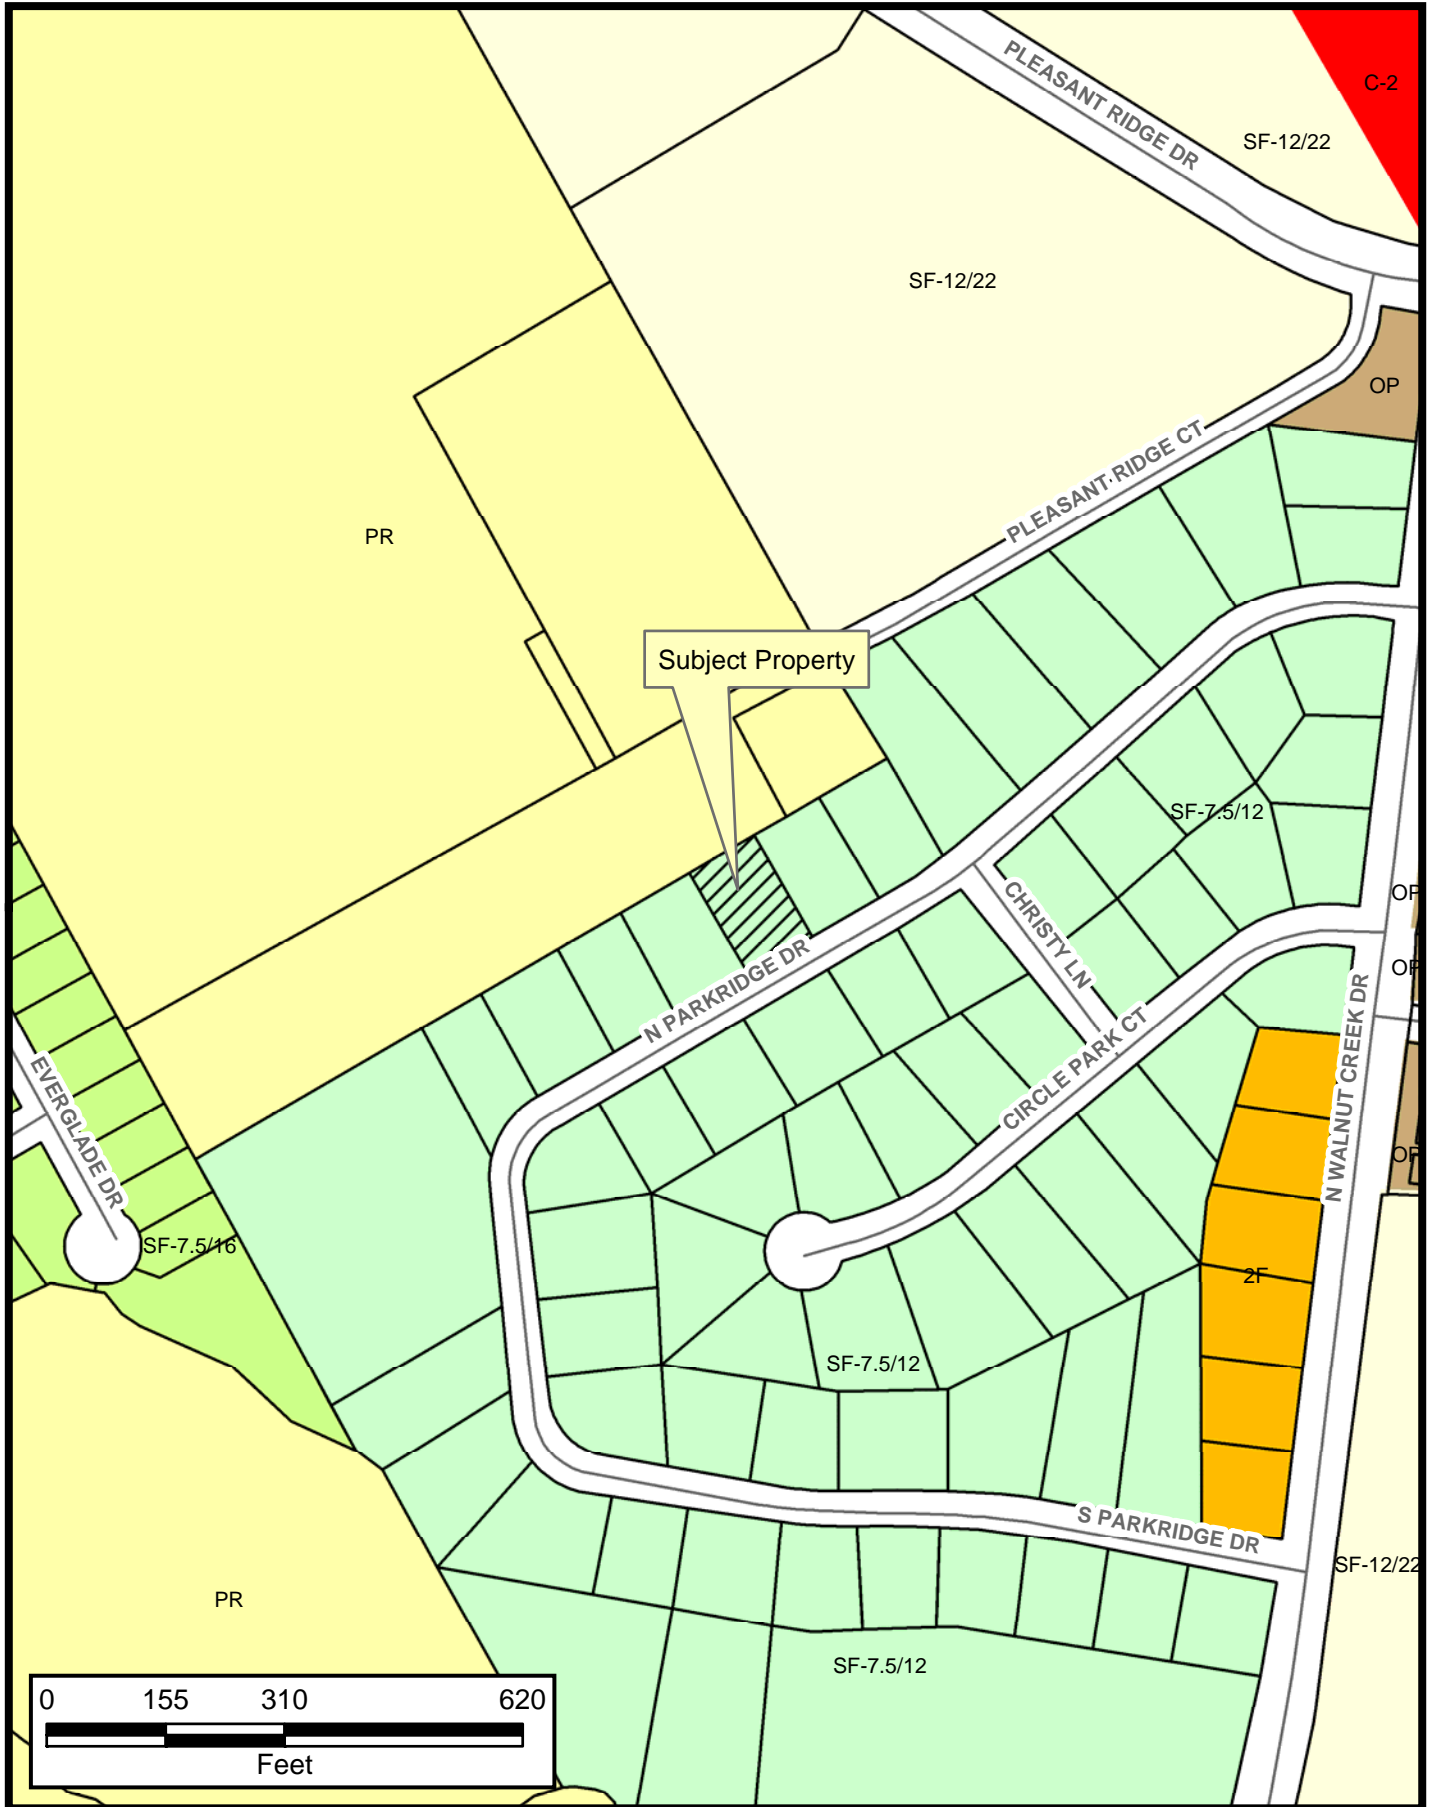 C-2
PLEASANT RIDGE DR
SF-12/22
SF-12/22
OP
PLEASANT RIDGE CT
PR
Subject Property
SF-7.5/12
CHRISTY LN
OP
N PARKRIDGE DR
OP
N WALNUT CREEK DR
CIRCLE PARK CT
EVERGLADE DR
OP
SF-7.5/16
2F
SF-7.5/12
S PARKRIDGE DR
SF-12/22
PR
SF-7.5/12
0 155 310 620
Feet